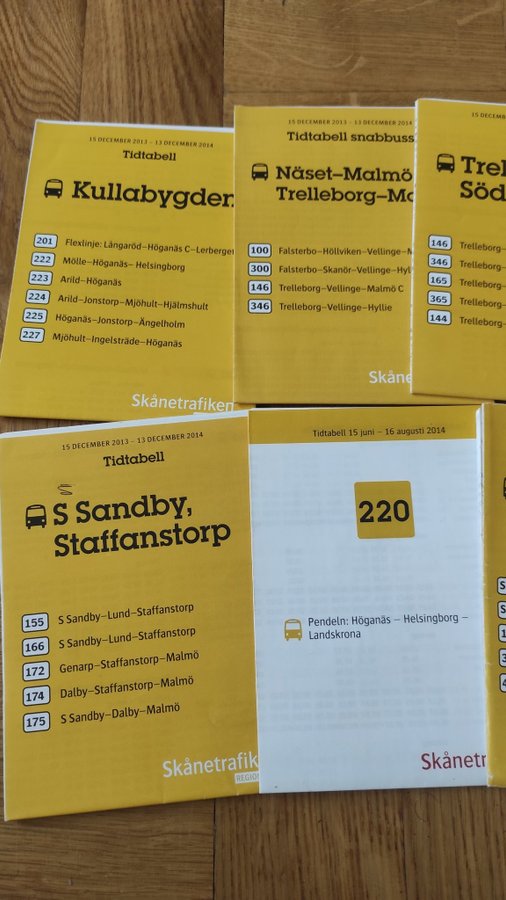 15 DECEMBER 2013 – 13 DECEMBER 2014
Tidtabell
Kullabygden
201 Flexlinje: Långaröd–Höganäs C–Lerberget
222 Mölle–Höganäs– Helsingborg
223 Arild–Höganäs
224 Arild–Jonstorp–Mjöhult–Hjälmshult
225 Höganäs–Jonstorp–Ängelholm
227 Mjöhult–Ingelsträde–Höganäs
Skånetrafiken
15 DECEMBER 2013 – 13 DECEMBER 2014
Tidtabell snabbuss
Näset–Malmö
Trelleborg–Ma
100 Falsterbo–Höllviken–Vellinge–M
300 Falsterbo–Skanör–Vellinge–Hyl
146 Trelleborg–Vellinge–Malmö C
346 Trelleborg–Vellinge–Hyllie
Skåne
15 DECEM
Trel
Söd
146 Trelleborg–
346 Trelleborg–
165 Trelleborg–
365 Trelleborg–
144 Trelleborg–
15 DECEMBER 2013 – 13 DECEMBER 2014
Tidtabell
S Sandby,
Staffanstorp
155 S Sandby–Lund–Staffanstorp
166 S Sandby–Lund–Staffanstorp
172 Genarp–Staffanstorp–Malmö
174 Dalby–Staffanstorp–Malmö
175 S Sandby–Dalby–Malmö
Skånetrafik
REGIO
Tidtabell 15 juni – 16 augusti 2014
220
Pendeln: Höganäs – Helsingborg –
Landskrona
Skånetr